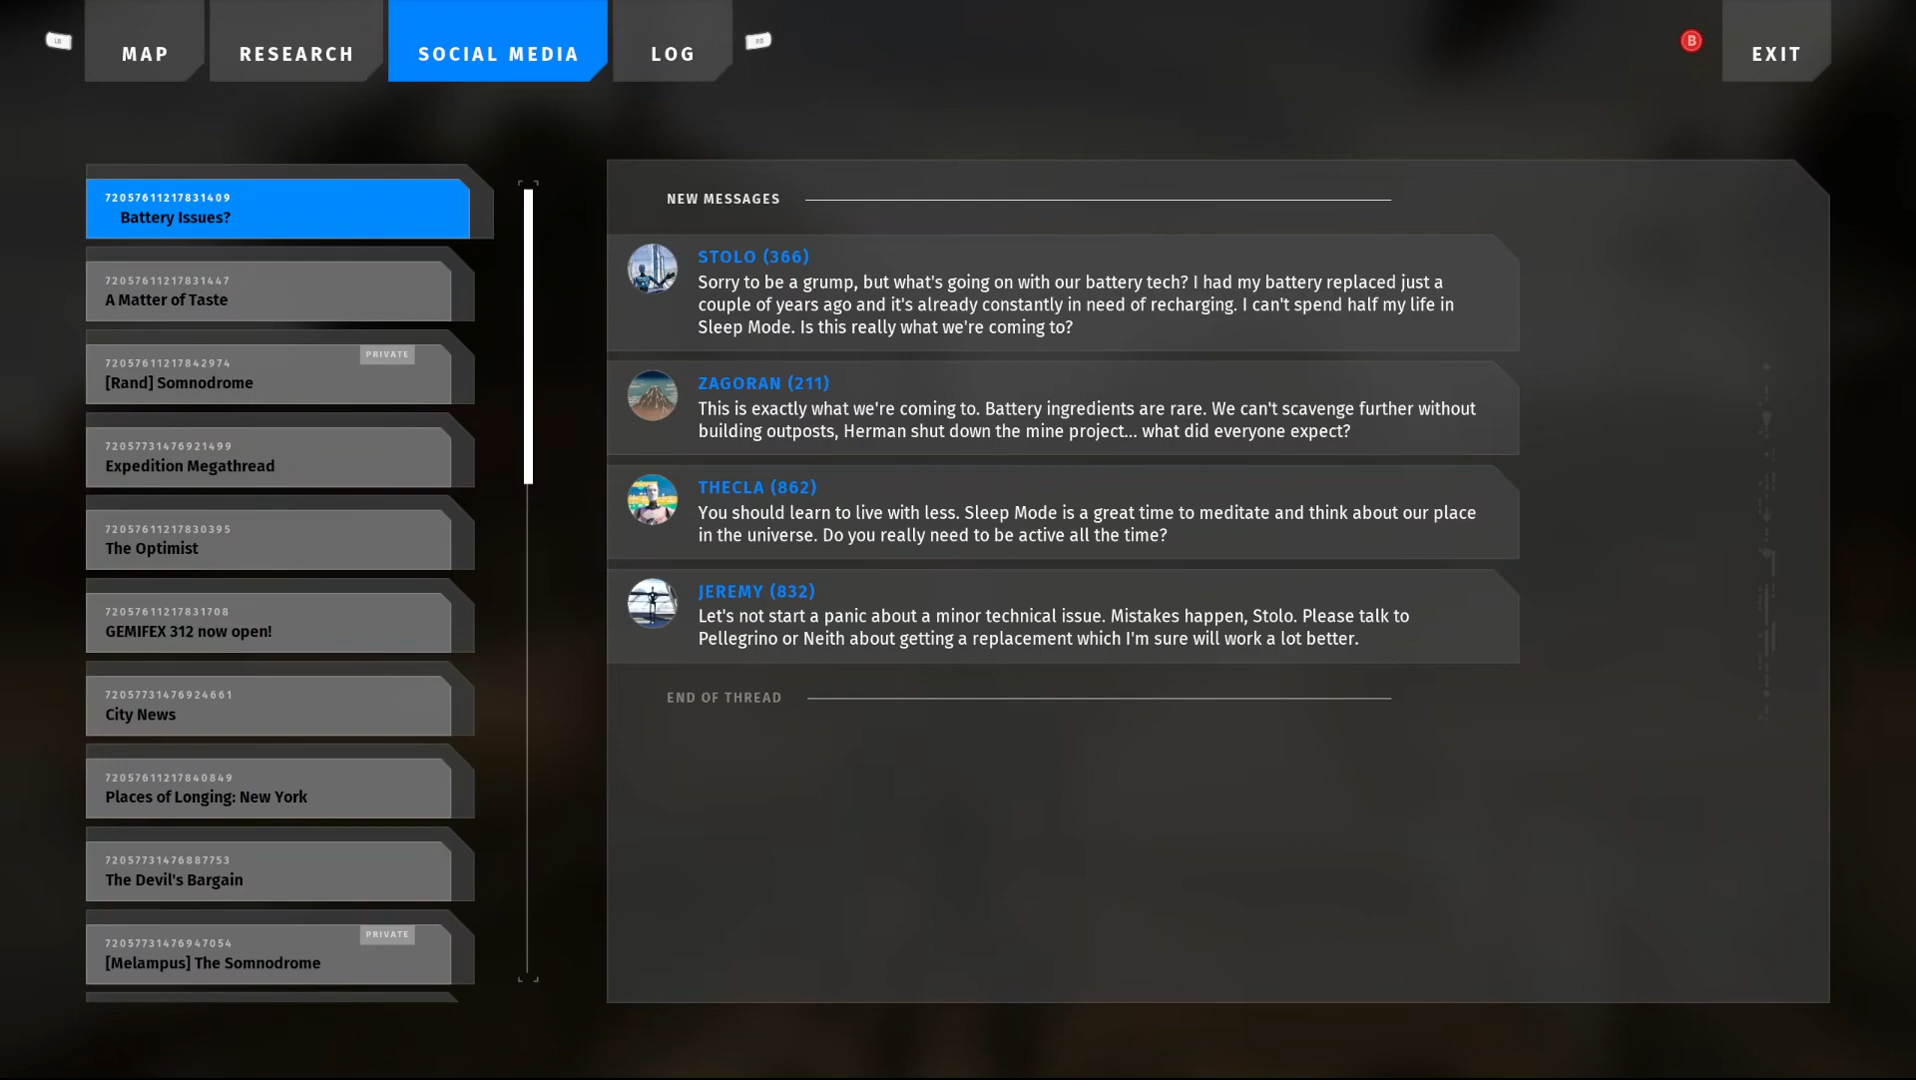 MAP
RESEARCH
SOCIAL MEDIA
LOG
B
EXIT
72057611217831409
Battery Issues?
72057611217831447
A Matter of Taste
72057611217842974
PRIVATE
[Rand] Somnodrome
72057731476921499
Expedition Megathread
72057611217830395
The Optimist
72057611217831708
GEMIFEX 312 now open!
72057731476924661
City News
72057611217840849
Places of Longing: New York
72057731476887753
The Devil's Bargain
72057731476947054
PRIVATE
[Melampus] The Somnodrome
NEW MESSAGES
STOLO (366)
Sorry to be a grump, but what's going on with our battery tech? I had my battery replaced just a
couple of years ago and it's already constantly in need of recharging. I can't spend half my life in
Sleep Mode. Is this really what we're coming to?
ZAGORAN (211)
This is exactly what we're coming to. Battery ingredients are rare. We can't scavenge further without
building outposts, Herman shut down the mine project... what did everyone expect?
THECLA (862)
You should learn to live with less. Sleep Mode is a great time to meditate and think about our place
in the universe. Do you really need to be active all the time?
JEREMY (832)
Let's not start a panic about a minor technical issue. Mistakes happen, Stolo. Please talk to
Pellegrino or Neith about getting a replacement which I'm sure will work a lot better.
END OF THREAD